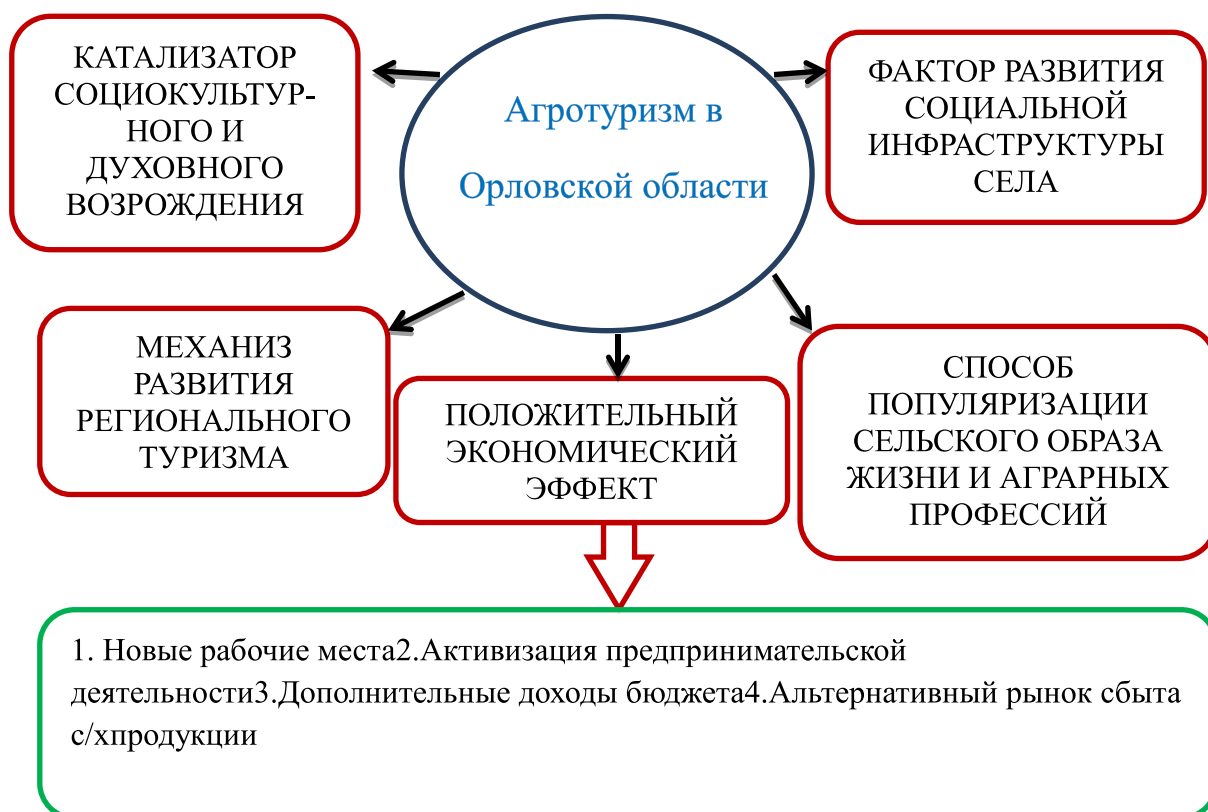 КАТАЛИЗАТОР
СОЦИОКУЛЬТУР-
НОГО И
ДУХОВНОГО
ВОЗРОЖДЕНИЯ
Агротуризм в
Орловской области
ФАКТОР РАЗВИТИЯ
СОЦИАЛЬНОЙ
ИНФРАСТРУКТУРЫ
СЕЛА
МЕХАНИЗ
РАЗВИТИЯ
РЕГИОНАЛЬНОГО
ТУРИЗМА
ПОЛОЖИТЕЛЬНЫЙ
ЭКОНОМИЧЕСКИЙ
ЭФФЕКТ
СПОСОБ
ПОПУЛЯРИЗАЦИИ
СЕЛЬСКОГО ОБРАЗА
ЖИЗНИ И АГРАРНЫХ
ПРОФЕССИЙ
1. Новые рабочие места2.Активизация предпринимательской
деятельности3.Дополнительные доходы бюджета4.Альтернативный рынок сбыта
с/хпродукции